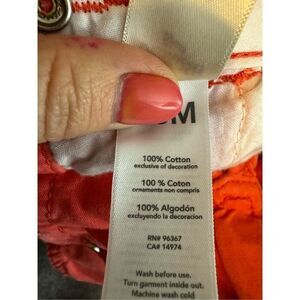 M
100% Cotton
exclusive of decoration
100 % Coton
ornements non compris
100% Algodón
excluyendo la decoracion
RN# 96367
CA# 14974
Wash before use.
Turn garment inside out.
Machine wash cold